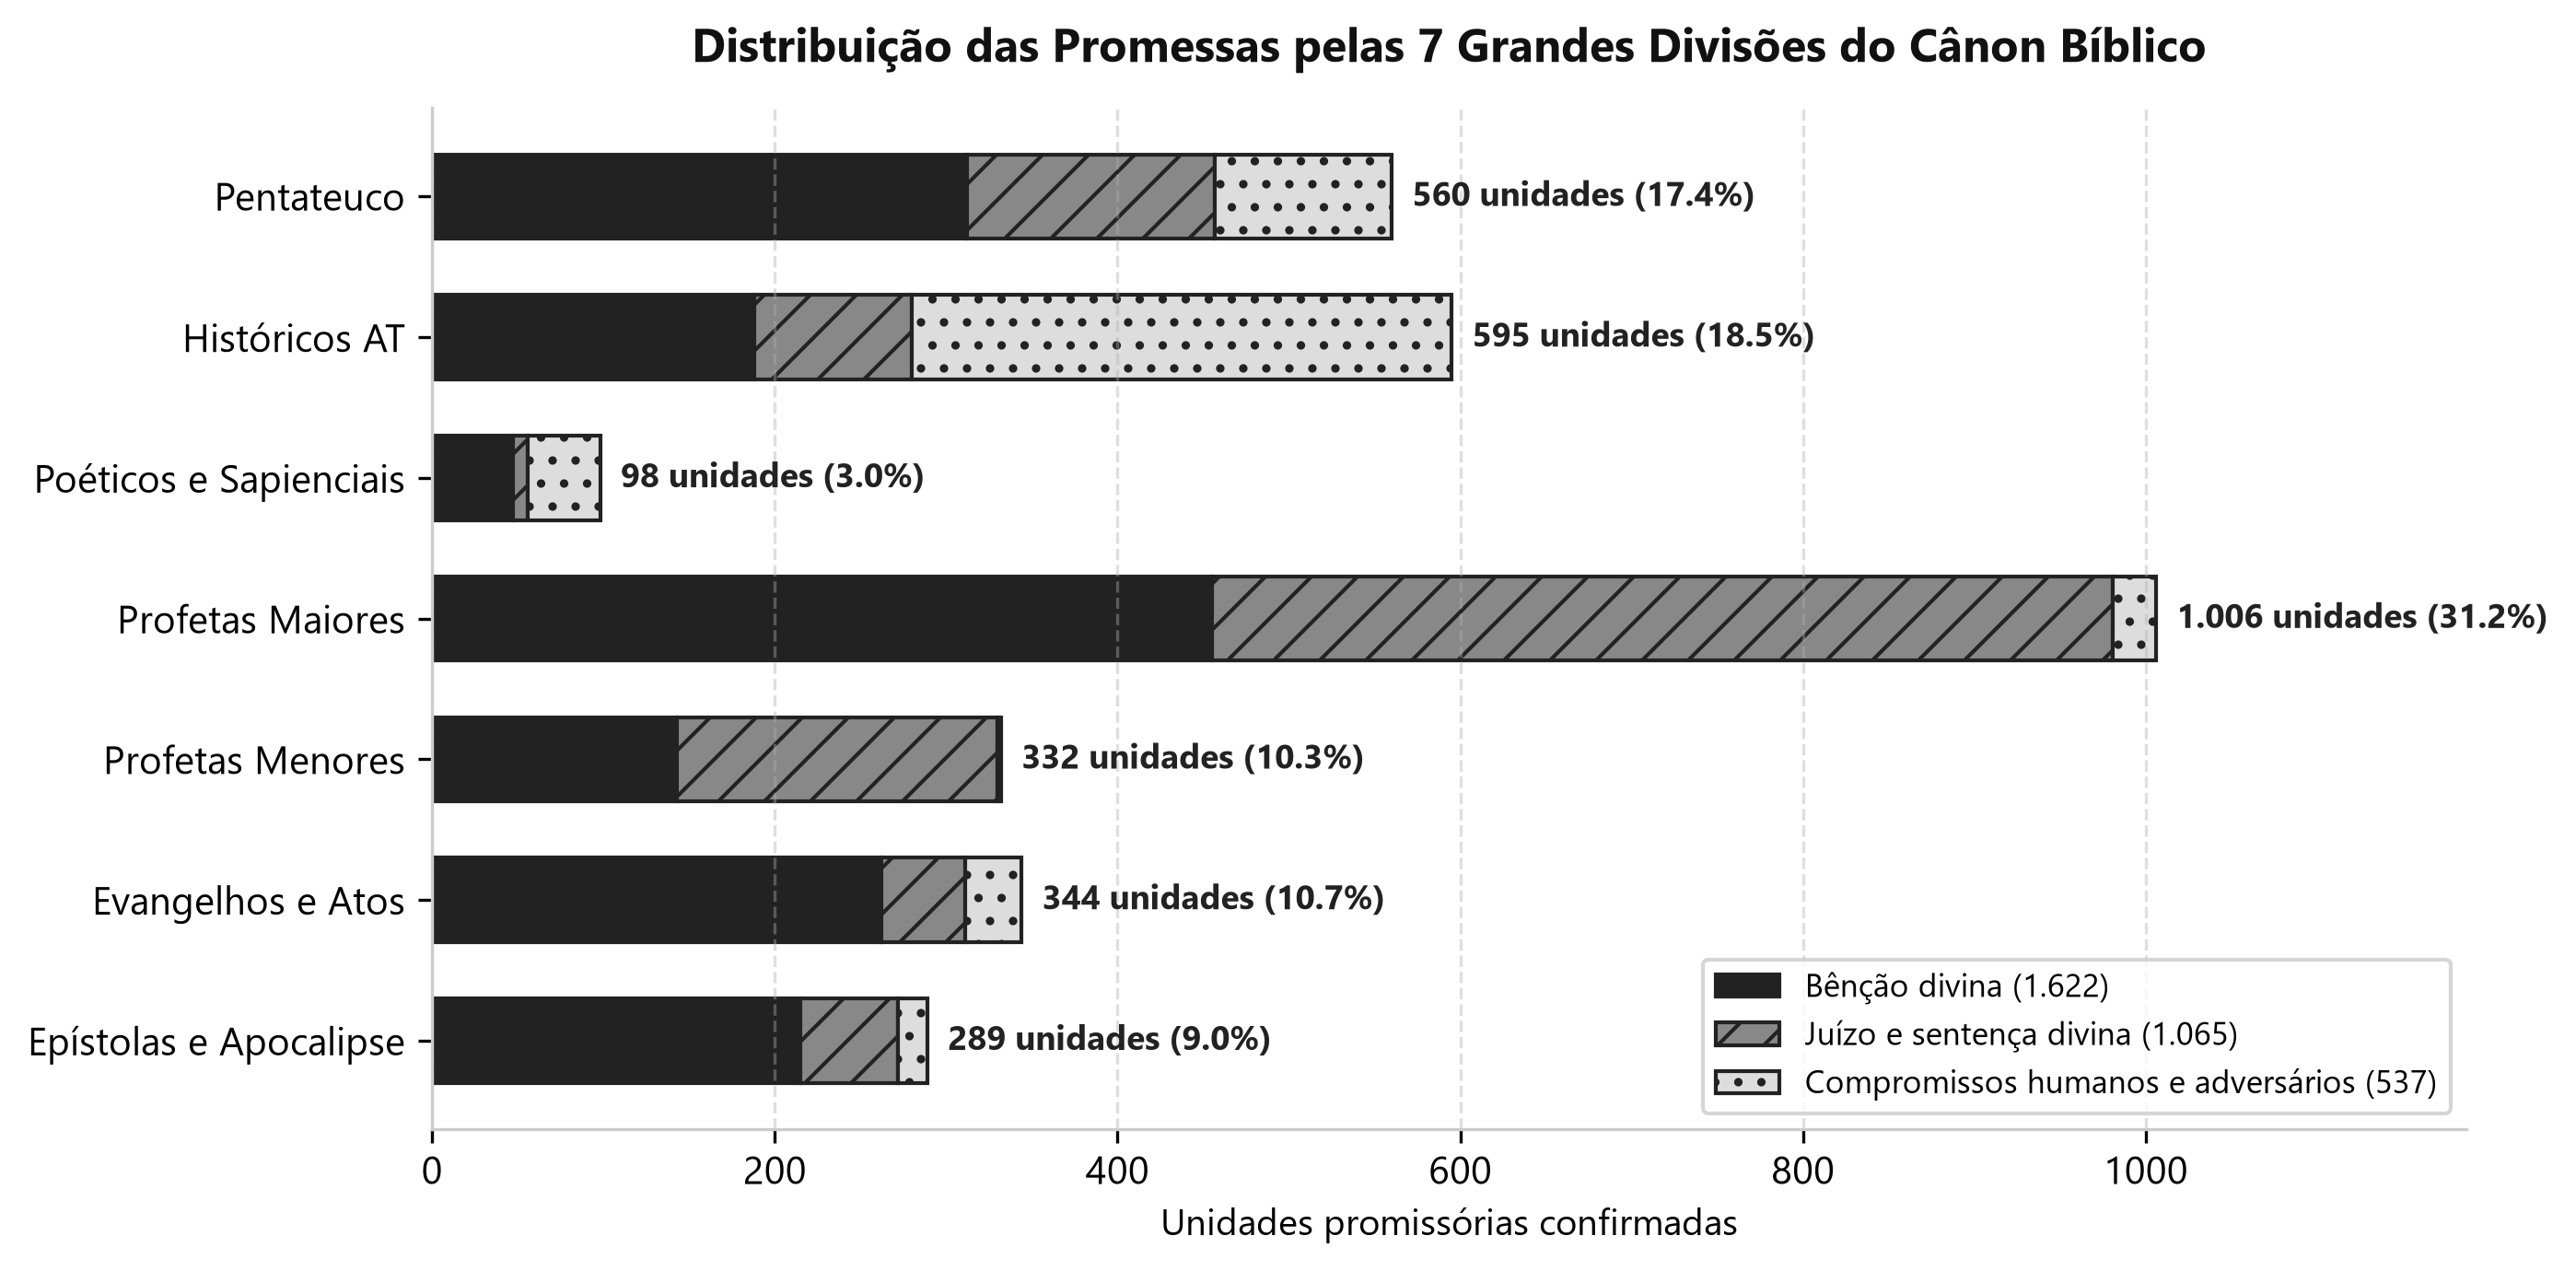 Distribuição das Promessas pelas 7 Grandes Divisões do Cânon Bíblico
Pentateuco
560 unidades (17.4%)
Históricos AT
595 unidades (18.5%)
Poéticos e Sapienciais
98 unidades (3.0%)
Profetas Maiores
1.006 unidades (31.2%)
Profetas Menores
332 unidades (10.3%)
Evangelhos e Atos
344 unidades (10.7%)
Epístolas e Apocalipse
289 unidades (9.0%)
Bênção divina (1.622)
Juízo e sentença divina (1.065)
Compromissos humanos e adversários (537)
0 200 400 600 800 1000
Unidades promissórias confirmadas